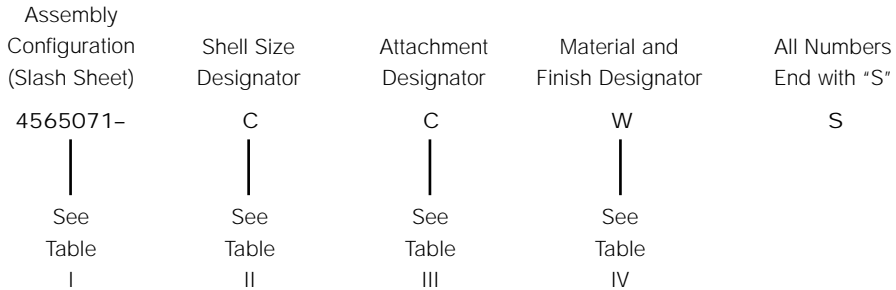 Assembly
Configuration Shell Size Attachment Material and All Numbers
(Slash Sheet) Designator Designator Finish Designator End with “S”
4565071– C C W S
See See See See
Table Table Table Table
I II III IV